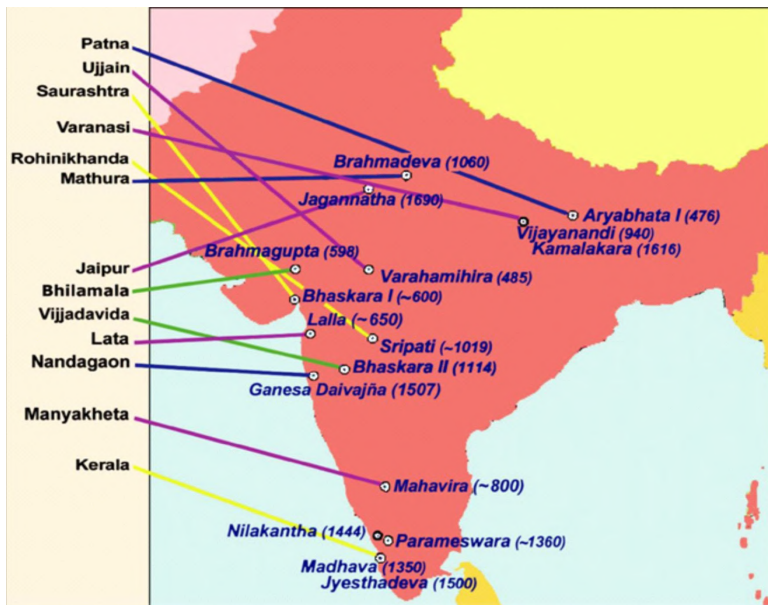 Patna
Ujjain
Saurashtra
Varanasi
Rohinikhanda
Mathura
Jaipur
Bhilamala
Vijjadavida
Lata
Nandagaon
Manyakheta
Kerala
Brahmadeva (1060)
Jagannatha (1690)
Aryabhata I (476)
Vijayanandi (940)
Kamalakara (1616)
Brahmagupta (598)
Varahamihira (485)
Bhaskara I (~600)
Lalla (~650)
Sripati (~1019)
Bhaskara II (1114)
Ganesa Daivajña (1507)
Mahavira (~800)
Nilakantha (1444)
Parameswara (~1360)
Madhava (1350)
Jyesthadeva (1500)